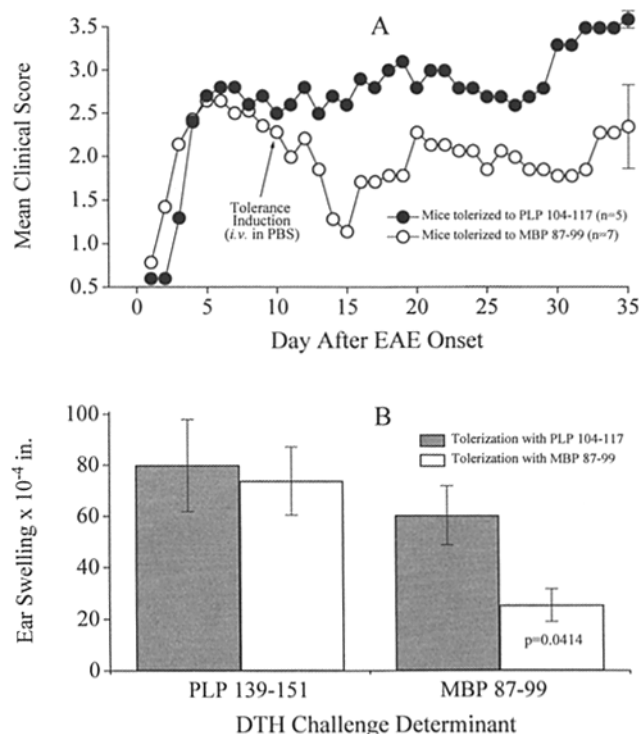 A
3.5
3.0
2.5
2.0
1.5
1.0
0.5
Mean Clinical Score
Tolerance
Induction
(i.v. in PBS)
Mice tolerized to PLP 104-117 (n=5)
Mice tolerized to MBP 87-99 (n=7)
0 5 10 15 20 25 30 35
Day After EAE Onset
B
100
80
60
40
20
0
Ear Swelling x 10⁻⁴ in.
Tolerization with PLP 104-117
Tolerization with MBP 87-99
p=0.0414
PLP 139-151 MBP 87-99
DTH Challenge Determinant